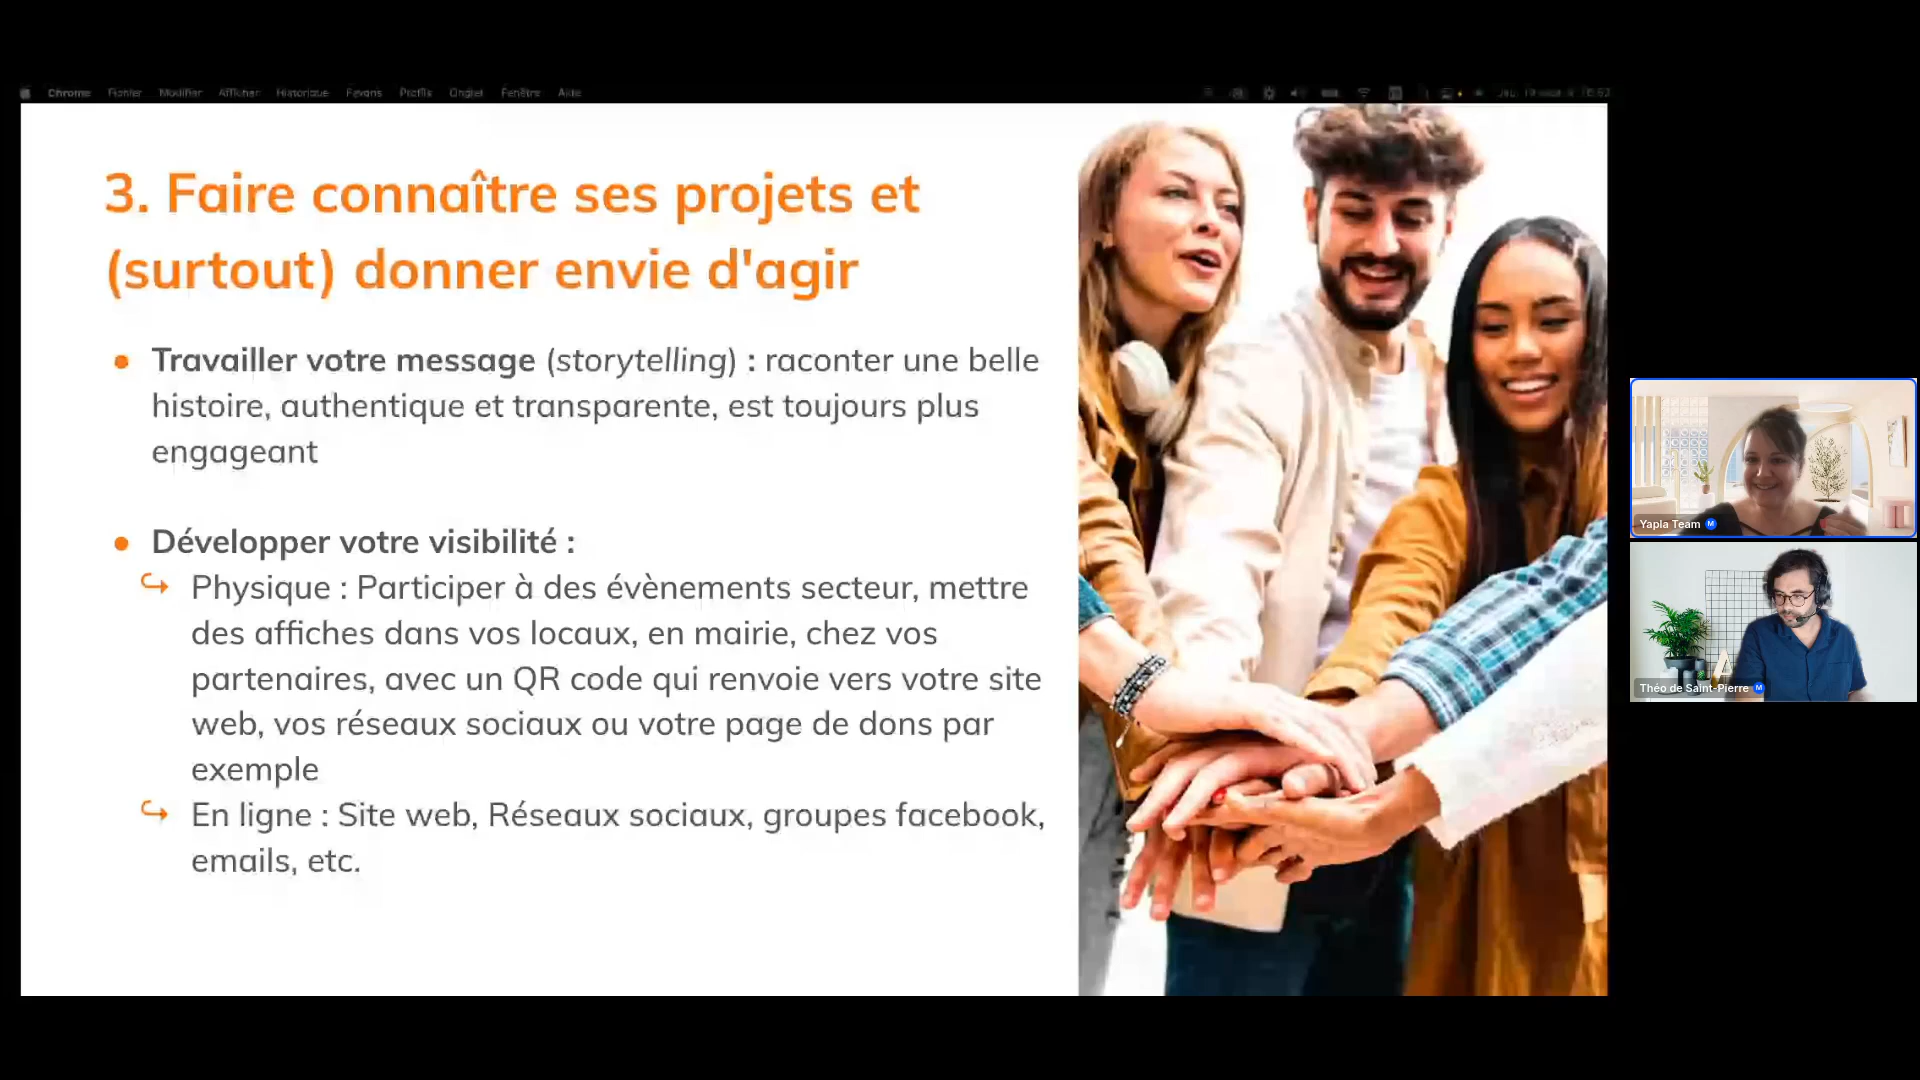 Chrome Fichier Modifier Afficher Historique Favoris Profils Onglet Fenêtre Aide
3. Faire connaître ses projets et
(surtout) donner envie d'agir
• Travailler votre message (storytelling) : raconter une belle
histoire, authentique et transparente, est toujours plus
engageant
• Développer votre visibilité :
Physique : Participer à des évènements secteur, mettre
des affiches dans vos locaux, en mairie, chez vos
partenaires, avec un QR code qui renvoie vers votre site
web, vos réseaux sociaux ou votre page de dons par
exemple
En ligne : Site web, Réseaux sociaux, groupes facebook,
emails, etc.
Yapla Team M
Théo de Saint-Pierre M